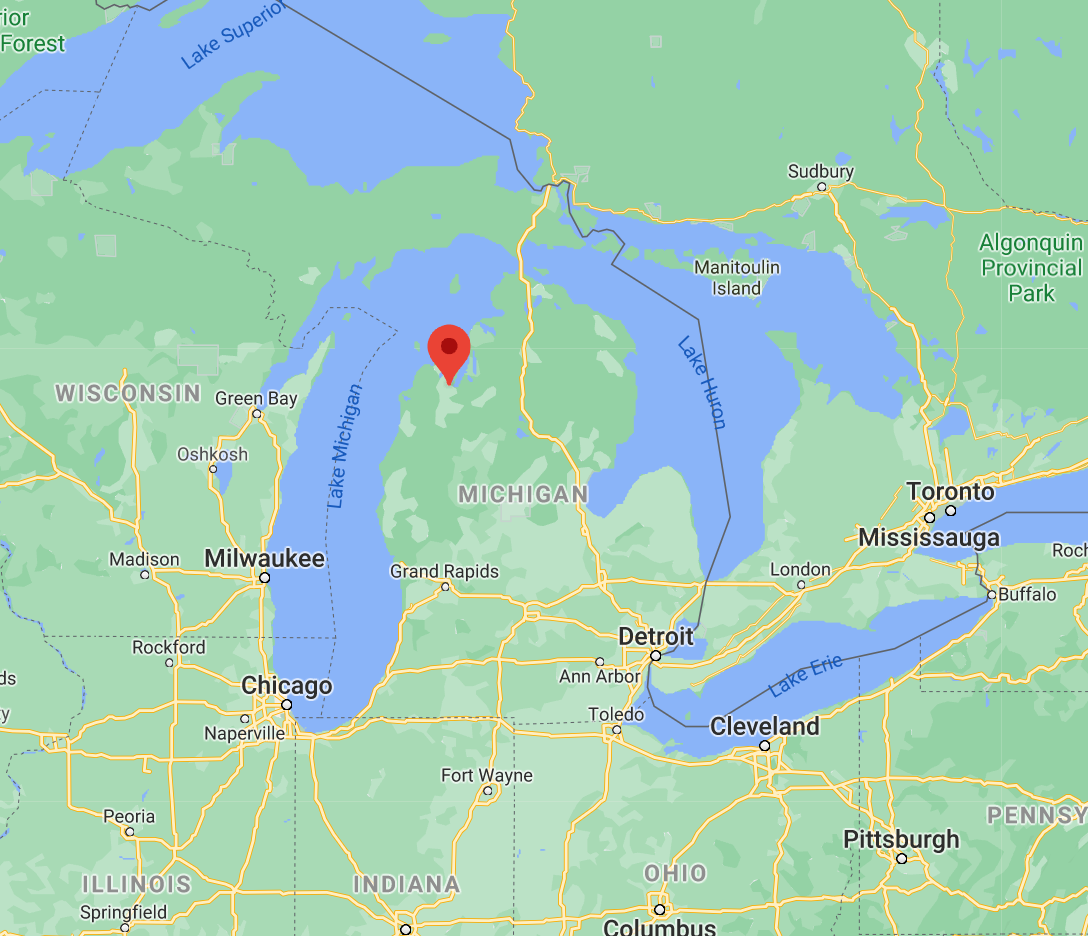 rior
Forest
Lake Superior
Sudbury
Algonquin
Provincial
Park
Manitoulin
Island
Lake Huron
WISCONSIN
Green Bay
Lake Michigan
Oshkosh
MICHIGAN
Toronto
Mississauga
Roch
Madison
Milwaukee
Grand Rapids
London
Buffalo
Detroit
Rockford
Ann Arbor
Lake Erie
ds
Chicago
y
Naperville
Toledo
Cleveland
Fort Wayne
Peoria
PENNSY
Pittsburgh
ILLINOIS
INDIANA
OHIO
Springfield
Columbus